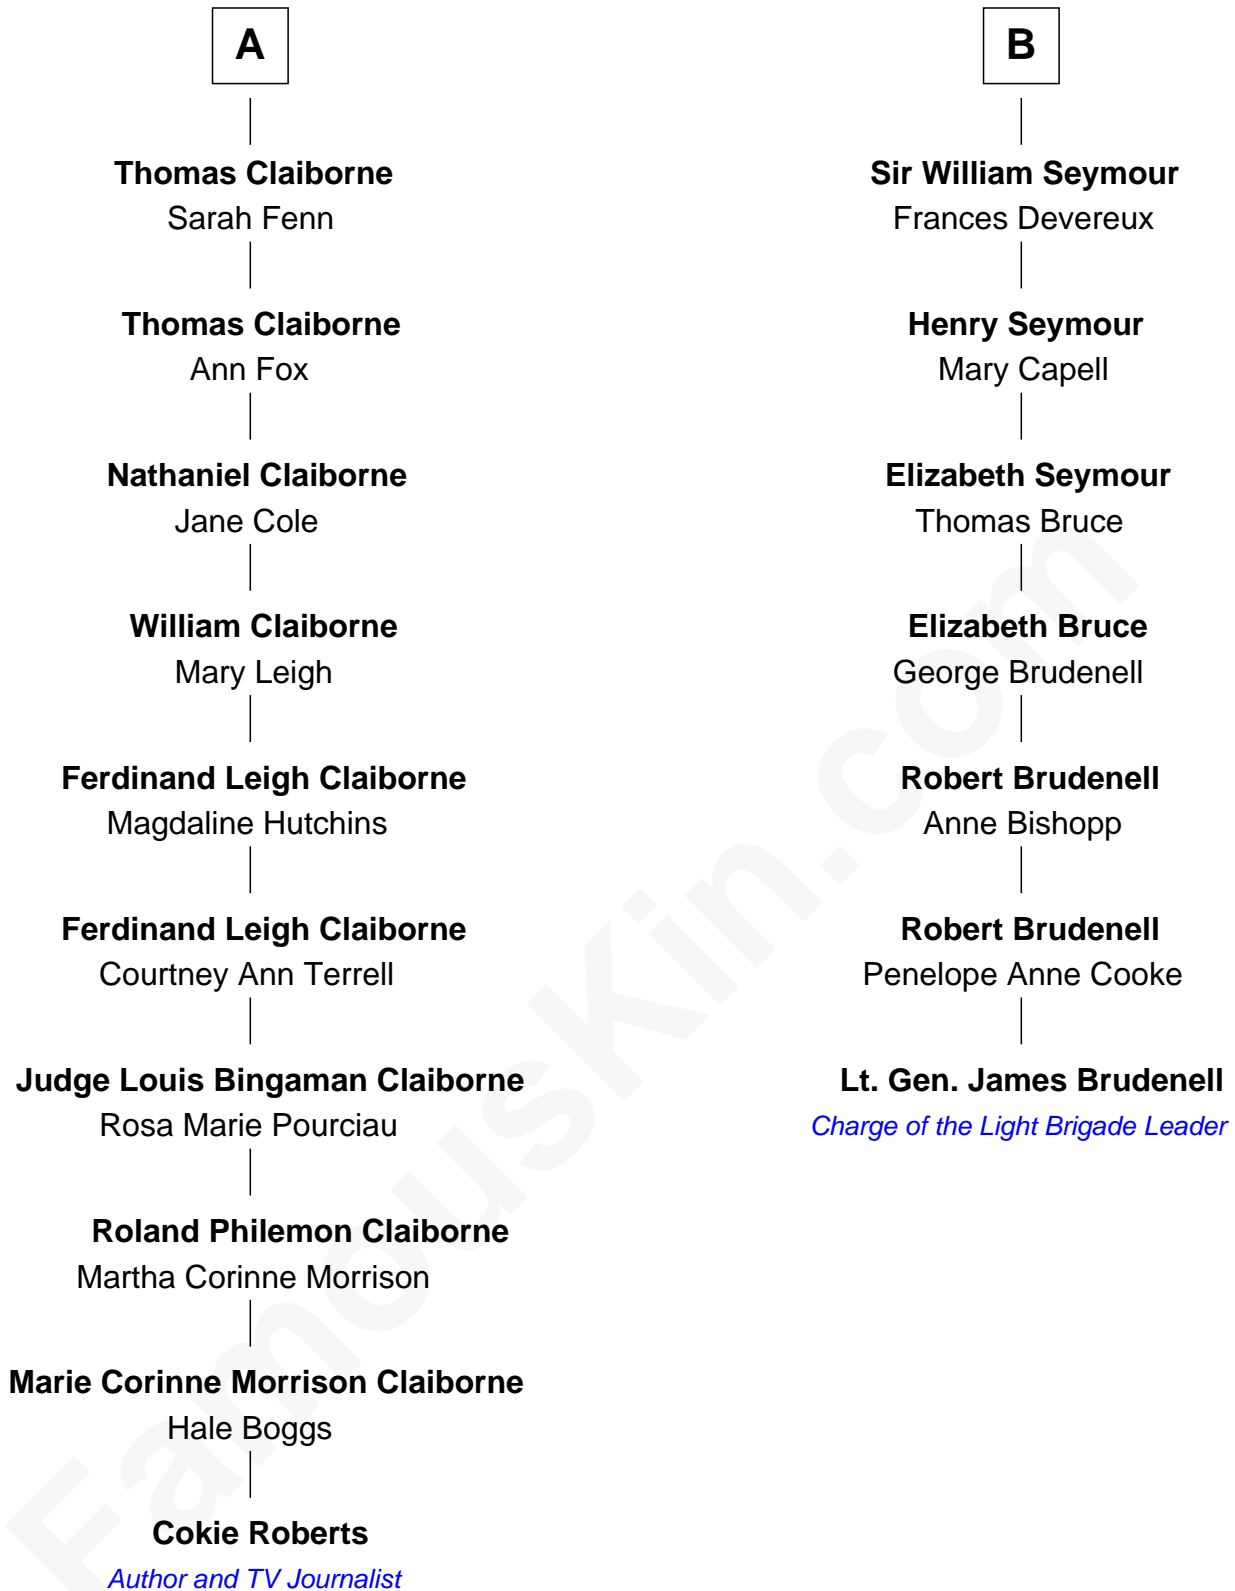 A
Thomas Claiborne
Sarah Fenn
Thomas Claiborne
Ann Fox
Nathaniel Claiborne
Jane Cole
William Claiborne
Mary Leigh
Ferdinand Leigh Claiborne
Magdaline Hutchins
Ferdinand Leigh Claiborne
Courtney Ann Terrell
Judge Louis Bingaman Claiborne
Rosa Marie Pourciau
Roland Philemon Claiborne
Martha Corinne Morrison
Marie Corinne Morrison Claiborne
Hale Boggs
Cokie Roberts
Author and TV Journalist
B
Sir William Seymour
Frances Devereux
Henry Seymour
Mary Capell
Elizabeth Seymour
Thomas Bruce
Elizabeth Bruce
George Brudenell
Robert Brudenell
Anne Bishopp
Robert Brudenell
Penelope Anne Cooke
Lt. Gen. James Brudenell
Charge of the Light Brigade Leader
FamousKin.com